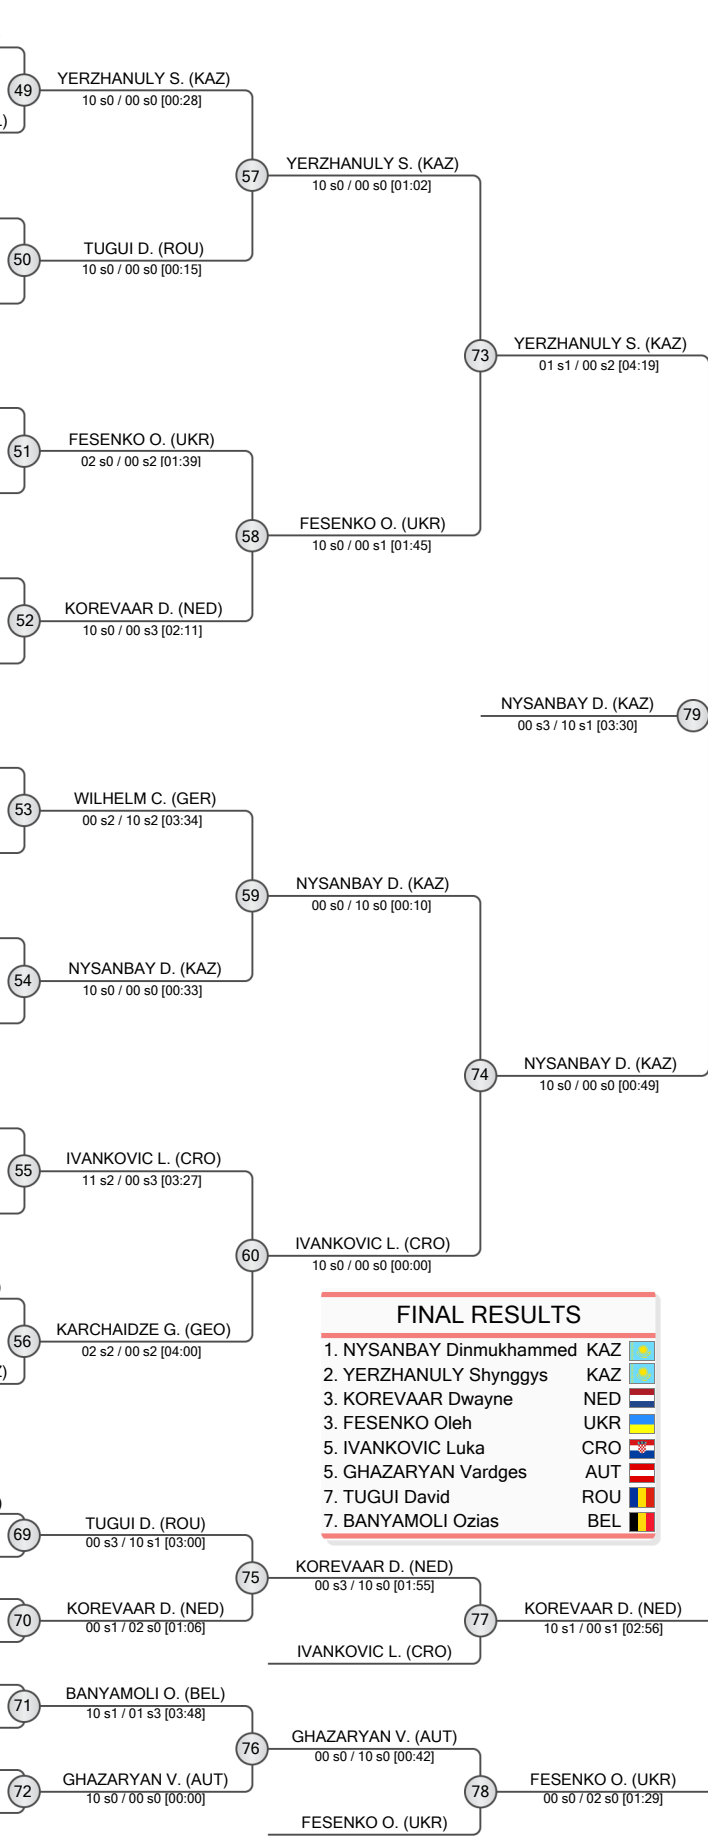 49
YERZHANULY S. (KAZ)
10 s0 / 00 s0 [00:28]
57
YERZHANULY S. (KAZ)
10 s0 / 00 s0 [01:02]
50
TUGUI D. (ROU)
10 s0 / 00 s0 [00:15]
73
YERZHANULY S. (KAZ)
01 s1 / 00 s2 [04:19]
51
FESENKO O. (UKR)
02 s0 / 00 s2 [01:39]
58
FESENKO O. (UKR)
10 s0 / 00 s1 [01:45]
52
KOREVAAR D. (NED)
10 s0 / 00 s3 [02:11]
NYSANBAY D. (KAZ)
00 s3 / 10 s1 [03:30]
79
53
WILHELM C. (GER)
00 s2 / 10 s2 [03:34]
59
NYSANBAY D. (KAZ)
00 s0 / 10 s0 [00:10]
54
NYSANBAY D. (KAZ)
10 s0 / 00 s0 [00:33]
74
NYSANBAY D. (KAZ)
10 s0 / 00 s0 [00:49]
55
IVANKOVIC L. (CRO)
11 s2 / 00 s3 [03:27]
60
IVANKOVIC L. (CRO)
10 s0 / 00 s0 [00:00]
56
KARCHAIDZE G. (GEO)
02 s2 / 00 s2 [04:00]
FINAL RESULTS
1. NYSANBAY Dinmukhammed KAZ
2. YERZHANULY Shynggys KAZ
3. KOREVAAR Dwayne NED
3. FESENKO Oleh UKR
5. IVANKOVIC Luka CRO
5. GHAZARYAN Vardges AUT
7. TUGUI David ROU
7. BANYAMOLI Ozias BEL
69
TUGUI D. (ROU)
00 s3 / 10 s1 [03:00]
75
KOREVAAR D. (NED)
00 s3 / 10 s0 [01:55]
70
KOREVAAR D. (NED)
00 s1 / 02 s0 [01:06]
77
KOREVAAR D. (NED)
10 s1 / 00 s1 [02:56]
IVANKOVIC L. (CRO)
71
BANYAMOLI O. (BEL)
10 s1 / 01 s3 [03:48]
76
GHAZARYAN V. (AUT)
00 s0 / 10 s0 [00:42]
72
GHAZARYAN V. (AUT)
10 s0 / 00 s0 [00:00]
78
FESENKO O. (UKR)
00 s0 / 02 s0 [01:29]
FESENKO O. (UKR)